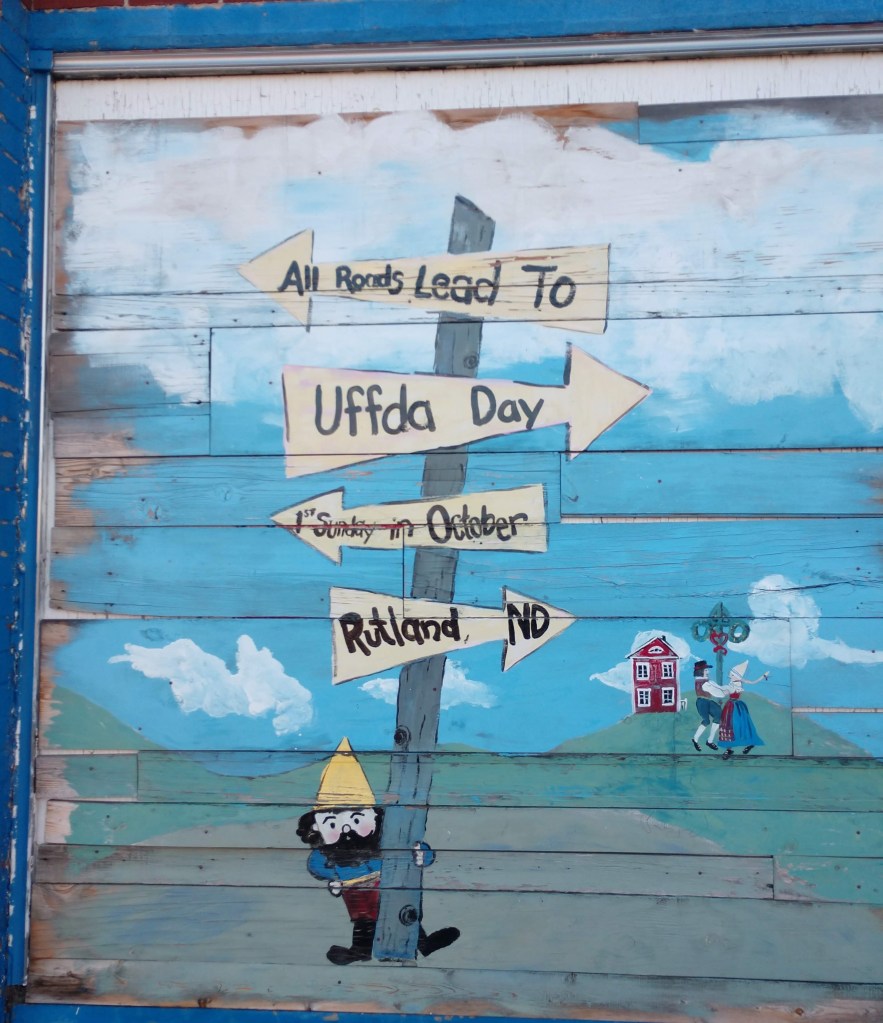 All Roads Lead To
Uffda Day
1ST Sunday in October
Rutland, ND